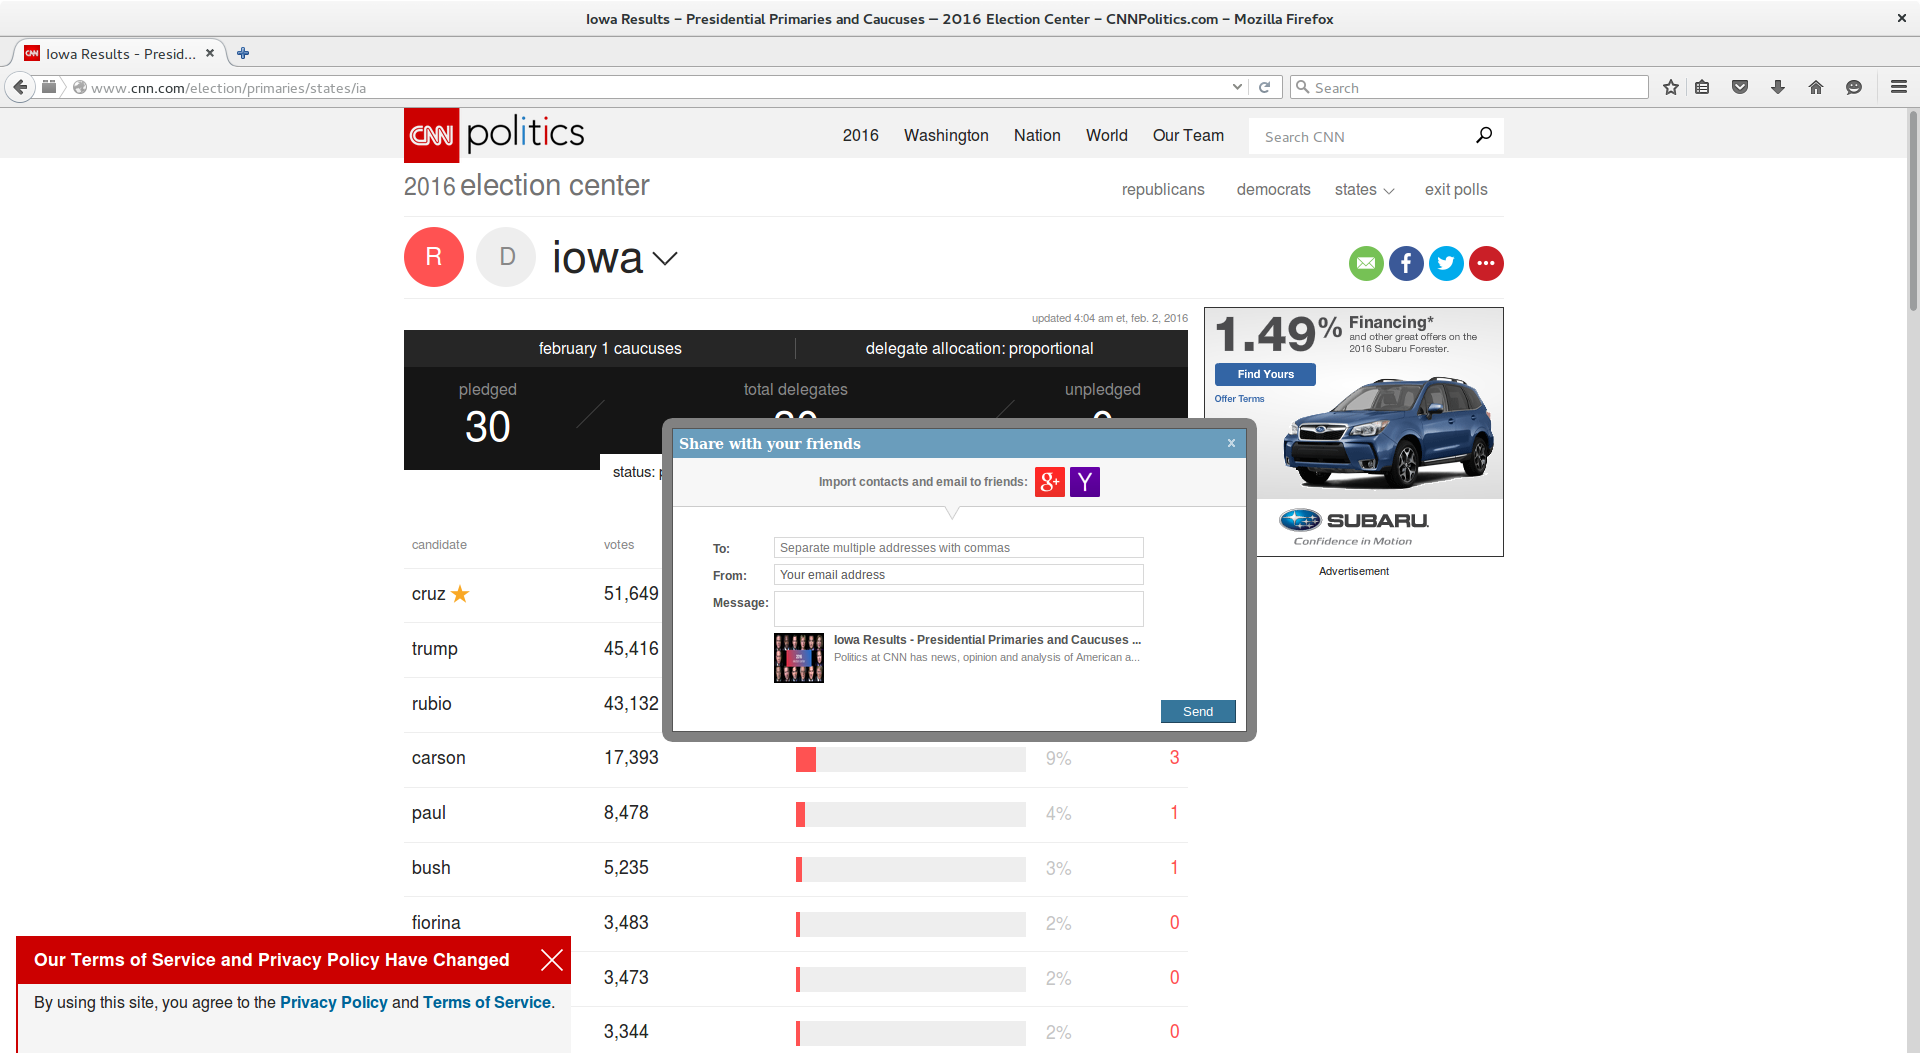 Iowa Results – Presidential Primaries and Caucuses — 2016 Election Center – CNNPolitics.com – Mozilla Firefox
Iowa Results - Presid...
www.cnn.com/election/primaries/states/ia
Search
CNN politics
2016 Washington Nation World Our Team
Search CNN
2016 election center
republicans democrats states exit polls
R D iowa
updated 4:04 am et, feb. 2, 2016
february 1 caucuses
delegate allocation: proportional
pledged total delegates unpledged
30
status:
1.49% Financing*
and other great offers on the
2016 Subaru Forester.
Find Yours
Offer Terms
SUBARU.
Confidence in Motion
Advertisement
Share with your friends x
Import contacts and email to friends: g+ Y
To: Separate multiple addresses with commas
From: Your email address
Message:
Iowa Results - Presidential Primaries and Caucuses ...
Politics at CNN has news, opinion and analysis of American a...
Send
candidate votes
cruz 51,649
trump 45,416
rubio 43,132
carson 17,393 9% 3
paul 8,478 4% 1
bush 5,235 3% 1
fiorina 3,483 2% 0
3,473 2% 0
3,344 2% 0
Our Terms of Service and Privacy Policy Have Changed
By using this site, you agree to the Privacy Policy and Terms of Service.